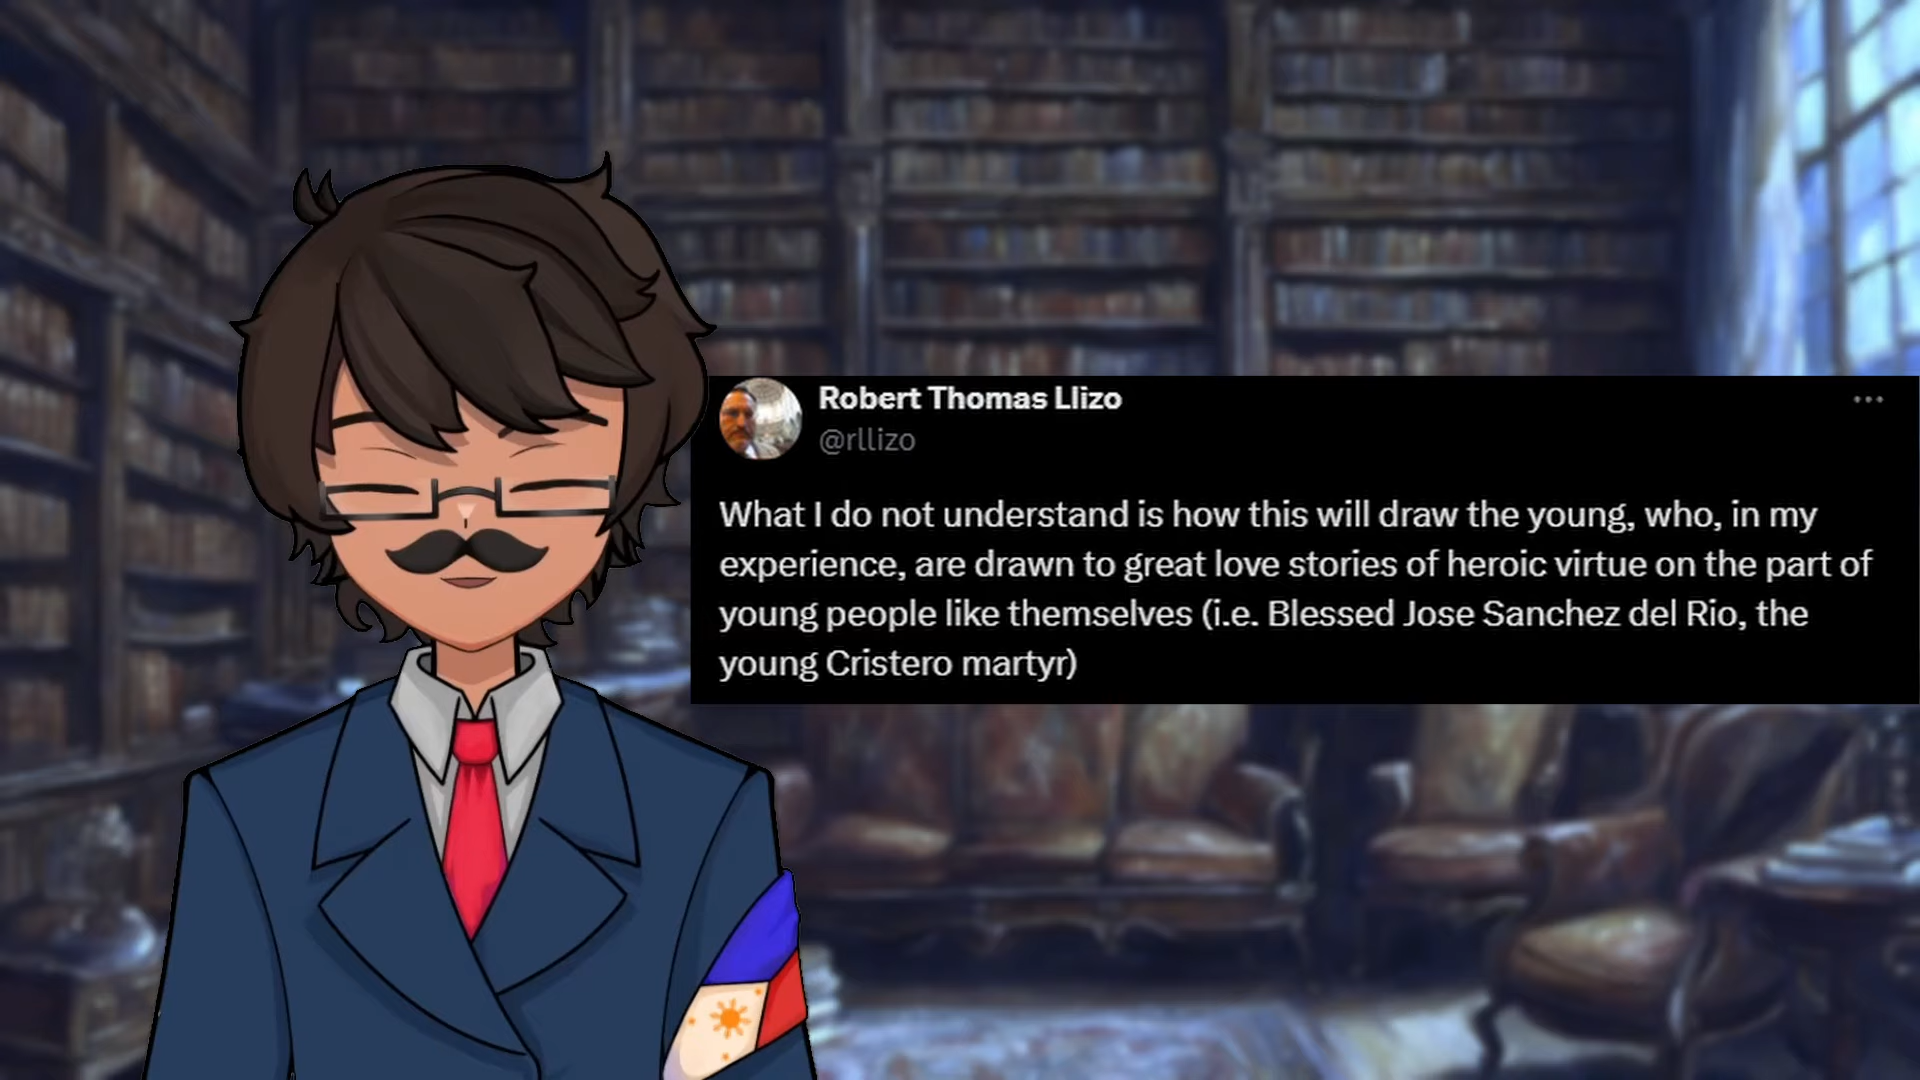 Robert Thomas Llizo
@rllizo
What I do not understand is how this will draw the young, who, in my
experience, are drawn to great love stories of heroic virtue on the part of
young people like themselves (i.e. Blessed Jose Sanchez del Rio, the
young Cristero martyr)